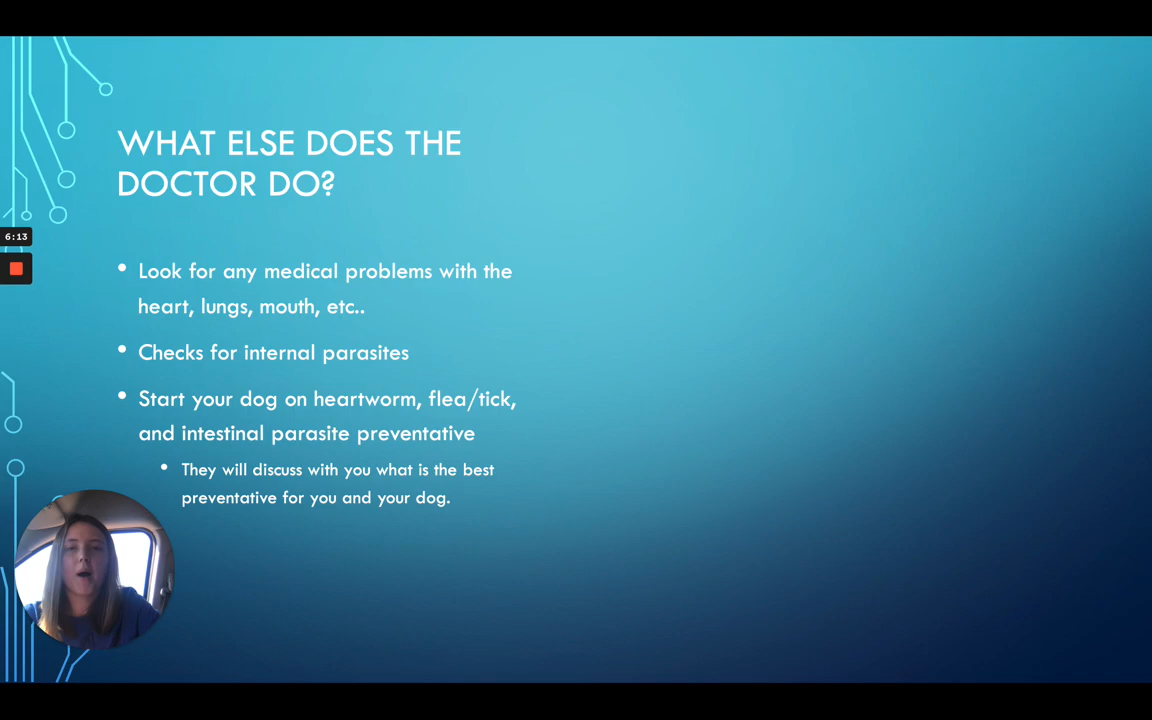 WHAT ELSE DOES THE
DOCTOR DO?
• Look for any medical problems with the
heart, lungs, mouth, etc..
• Checks for internal parasites
• Start your dog on heartworm, flea/tick,
and intestinal parasite preventative
• They will discuss with you what is the best
preventative for you and your dog.
6:13